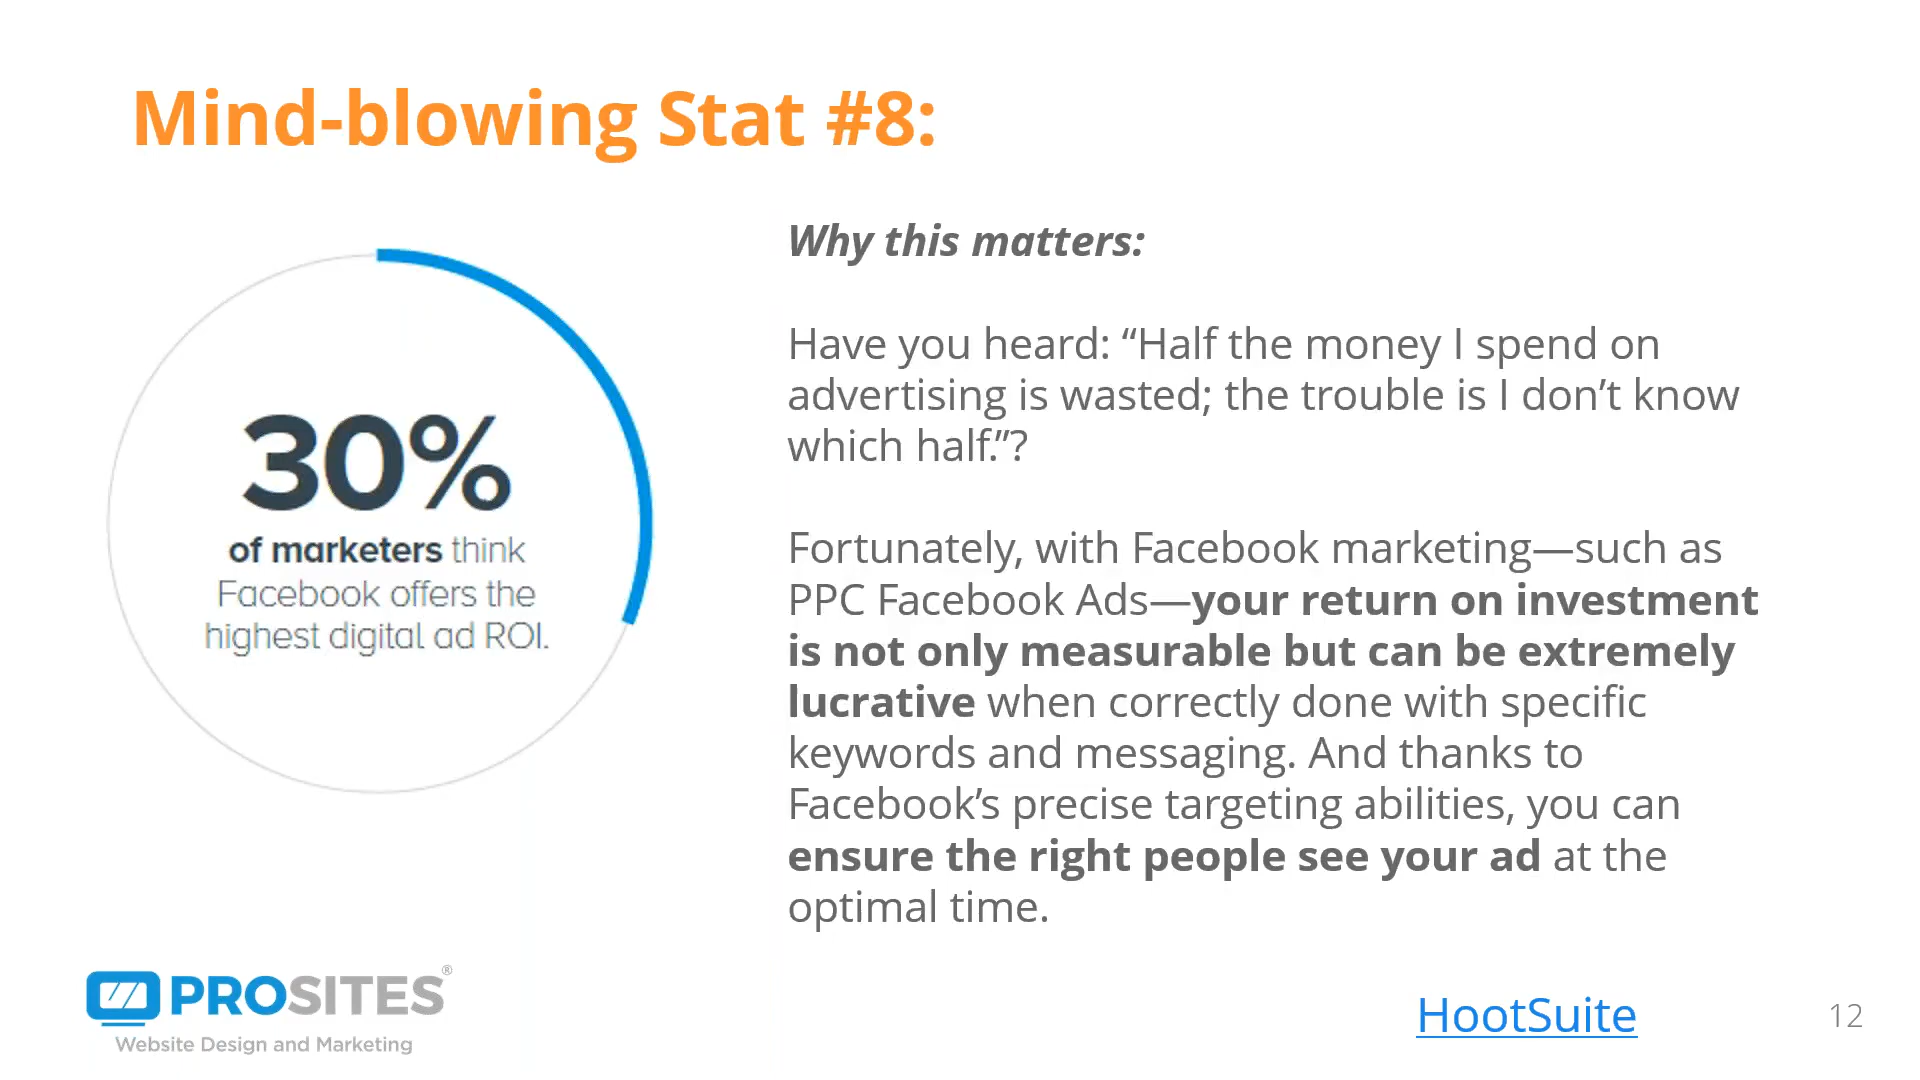 Mind-blowing Stat #8:
30%
of marketers think
Facebook offers the
highest digital ad ROI.
Why this matters:
Have you heard: “Half the money I spend on
advertising is wasted; the trouble is I don’t know
which half.”?
Fortunately, with Facebook marketing—such as
PPC Facebook Ads—your return on investment
is not only measurable but can be extremely
lucrative when correctly done with specific
keywords and messaging. And thanks to
Facebook’s precise targeting abilities, you can
ensure the right people see your ad at the
optimal time.
PROSITES®
Website Design and Marketing
HootSuite
12